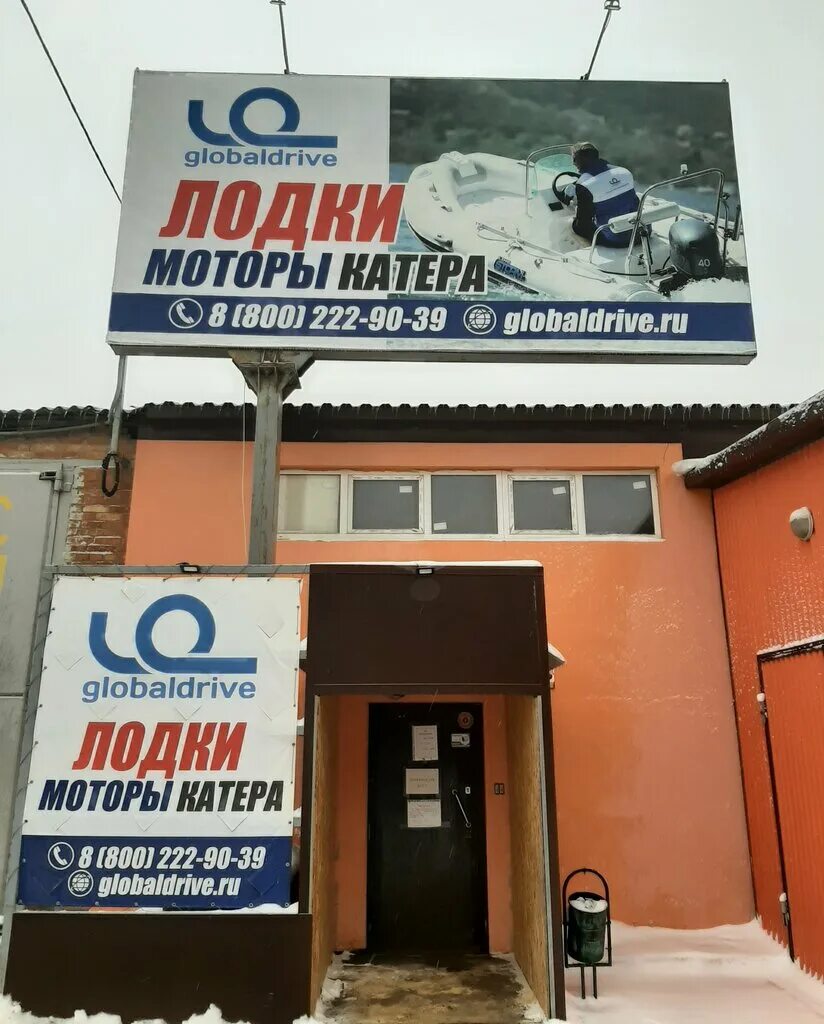 globaldrive
ЛОДКИ
МОТОРЫ КАТЕРА
8 (800) 222-90-39 globaldrive.ru
40
globaldrive
ЛОДКИ
МОТОРЫ КАТЕРА
8 (800) 222-90-39
globaldrive.ru